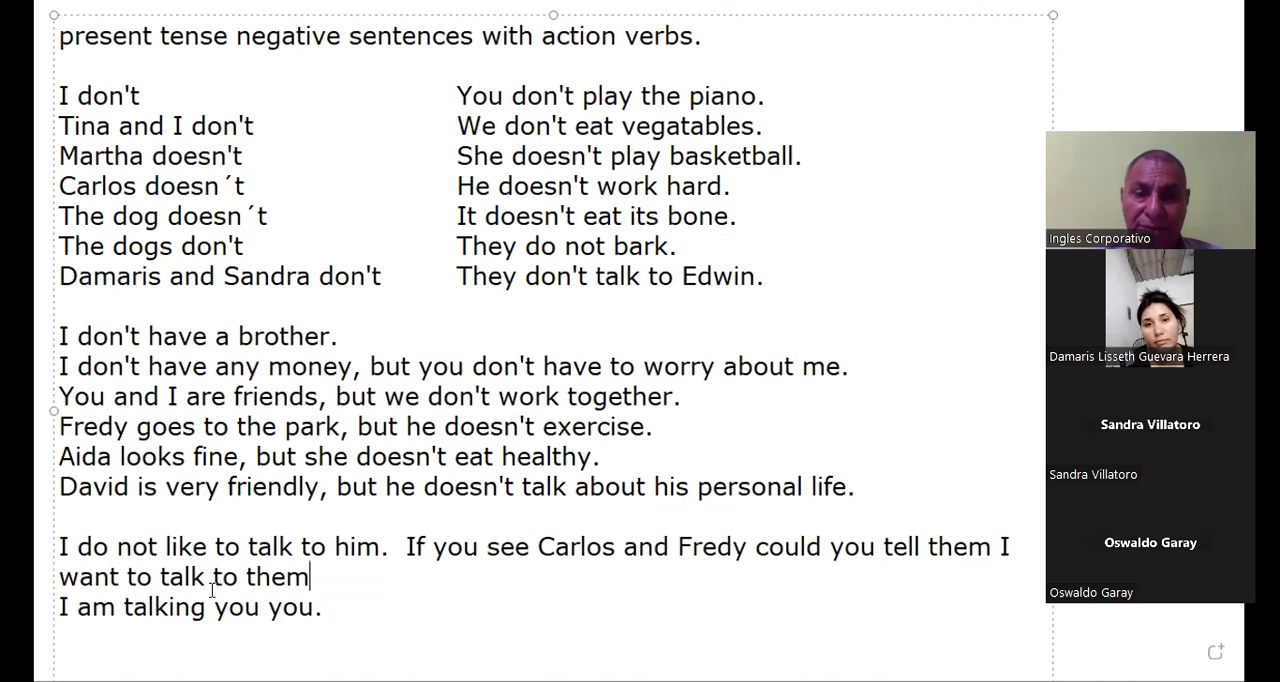 present tense negative sentences with action verbs.
I don't You don't play the piano.
Tina and I don't We don't eat vegatables.
Martha doesn't She doesn't play basketball.
Carlos doesn´t He doesn't work hard.
The dog doesn´t It doesn't eat its bone.
The dogs don't They do not bark.
Damaris and Sandra don't They don't talk to Edwin.
I don't have a brother.
I don't have any money, but you don't have to worry about me.
You and I are friends, but we don't work together.
Fredy goes to the park, but he doesn't exercise.
Aida looks fine, but she doesn't eat healthy.
David is very friendly, but he doesn't talk about his personal life.
I do not like to talk to him. If you see Carlos and Fredy could you tell them I
want to talk to them
I am talking you you.
Ingles Corporativo
Damaris Lisseth Guevara Herrera
Sandra Villatoro
Sandra Villatoro
Oswaldo Garay
Oswaldo Garay